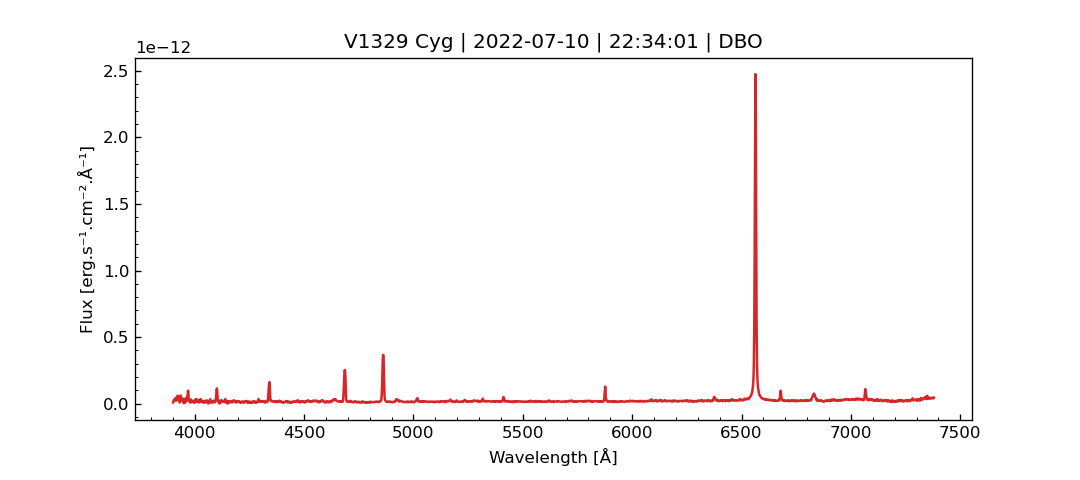 V1329 Cyg | 2022-07-10 | 22:34:01 | DBO
1e−12
2.5
2.0
1.5
1.0
0.5
0.0
Flux [erg.s⁻¹.cm⁻².Å⁻¹]
4000 4500 5000 5500 6000 6500 7000 7500
Wavelength [Å]